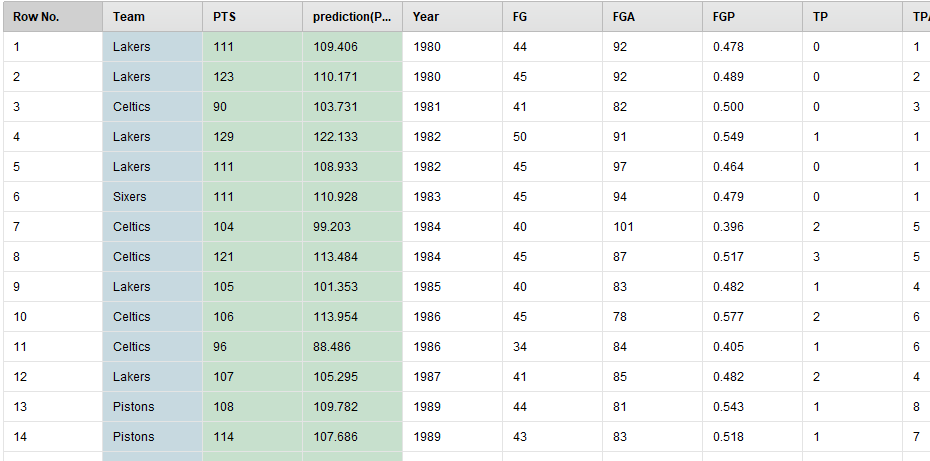 Row No. Team PTS prediction(P... Year FG FGA FGP TP TP
1 Lakers 111 109.406 1980 44 92 0.478 0 1
2 Lakers 123 110.171 1980 45 92 0.489 0 2
3 Celtics 90 103.731 1981 41 82 0.500 0 3
4 Lakers 129 122.133 1982 50 91 0.549 1 1
5 Lakers 111 108.933 1982 45 97 0.464 0 1
6 Sixers 111 110.928 1983 45 94 0.479 0 1
7 Celtics 104 99.203 1984 40 101 0.396 2 5
8 Celtics 121 113.484 1984 45 87 0.517 3 5
9 Lakers 105 101.353 1985 40 83 0.482 1 4
10 Celtics 106 113.954 1986 45 78 0.577 2 6
11 Celtics 96 88.486 1986 34 84 0.405 1 6
12 Lakers 107 105.295 1987 41 85 0.482 2 4
13 Pistons 108 109.782 1989 44 81 0.543 1 8
14 Pistons 114 107.686 1989 43 83 0.518 1 7